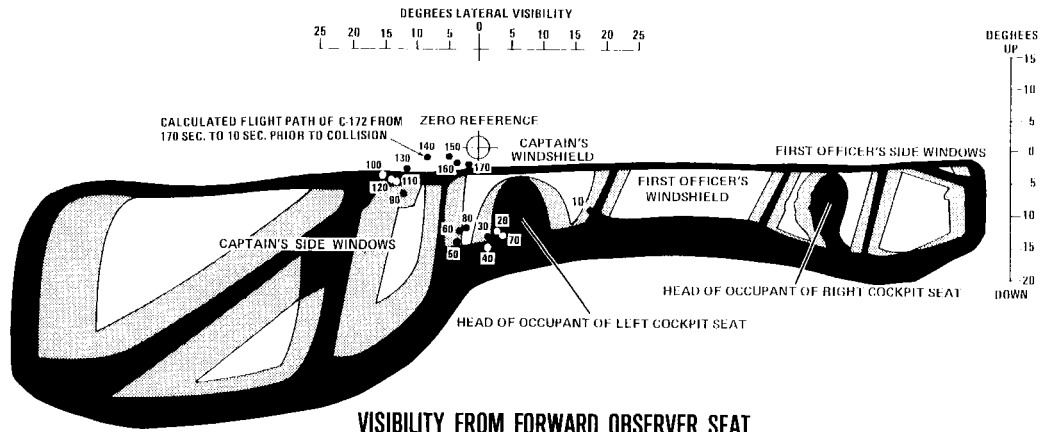 DEGREES LATERAL VISIBILITY
25 20 15 10 5 0 5 10 15 20 25
DEGREES
UP
15
10
5
0
5
10
15
20
DOWN
CALCULATED FLIGHT PATH OF C-172 FROM
170 SEC. TO 10 SEC. PRIOR TO COLLISION
ZERO REFERENCE
CAPTAIN'S
WINDSHIELD
FIRST OFFICER'S SIDE WINDOWS
FIRST OFFICER'S
WINDSHIELD
140 150
130
160 170
100
110
120
90
10
80
60 30 20
70
50
40
CAPTAIN'S SIDE WINDOWS
HEAD OF OCCUPANT OF RIGHT COCKPIT SEAT
HEAD OF OCCUPANT OF LEFT COCKPIT SEAT
VISIBILITY FROM FORWARD OBSERVER SEAT